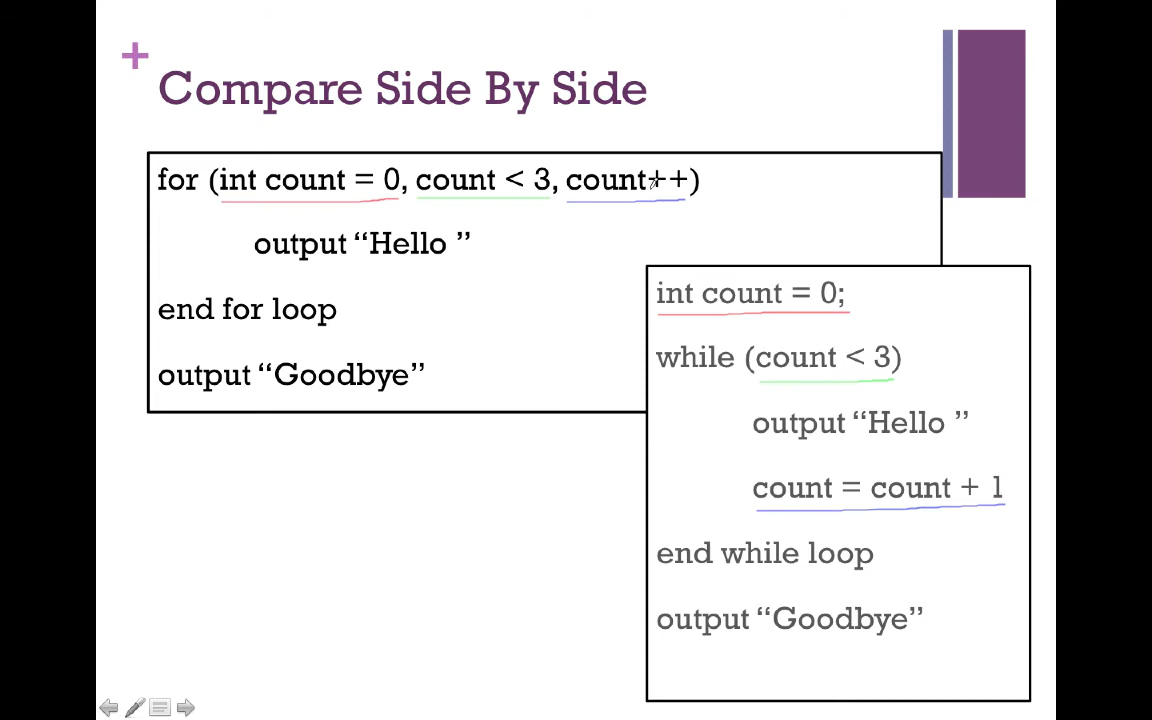 +
Compare Side By Side
for (int count = 0, count < 3, count++)
output “Hello ”
end for loop
output “Goodbye”
int count = 0;
while (count < 3)
output “Hello ”
count = count + 1
end while loop
output “Goodbye”